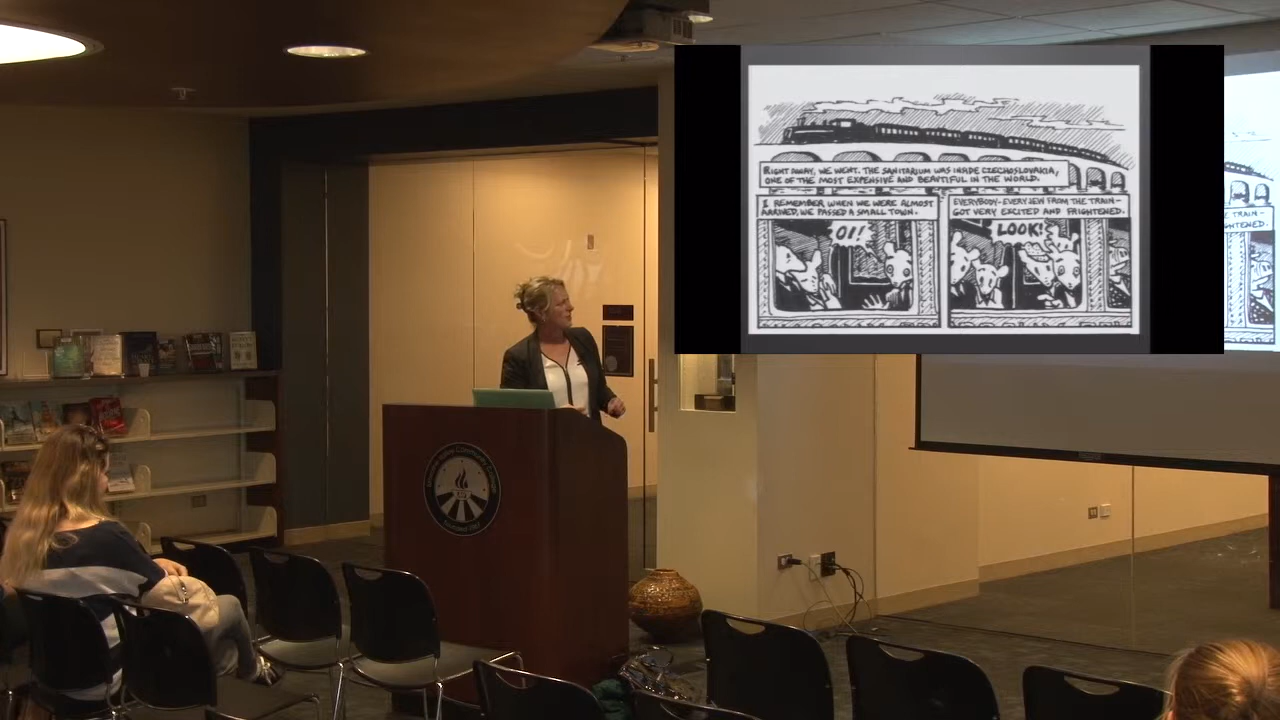 RIGHT AWAY, WE WENT. THE SANITARIUM WAS INSIDE CZECHOSLOVAKIA,
ONE OF THE MOST EXPENSIVE AND BEAUTIFUL IN THE WORLD.
I REMEMBER WHEN WE WERE ALMOST
ARRIVED, WE PASSED A SMALL TOWN.
EVERYBODY-EVERY JEW FROM THE TRAIN-
GOT VERY EXCITED AND FRIGHTENED.
OI!
LOOK!
E TRAIN-
HTENED.